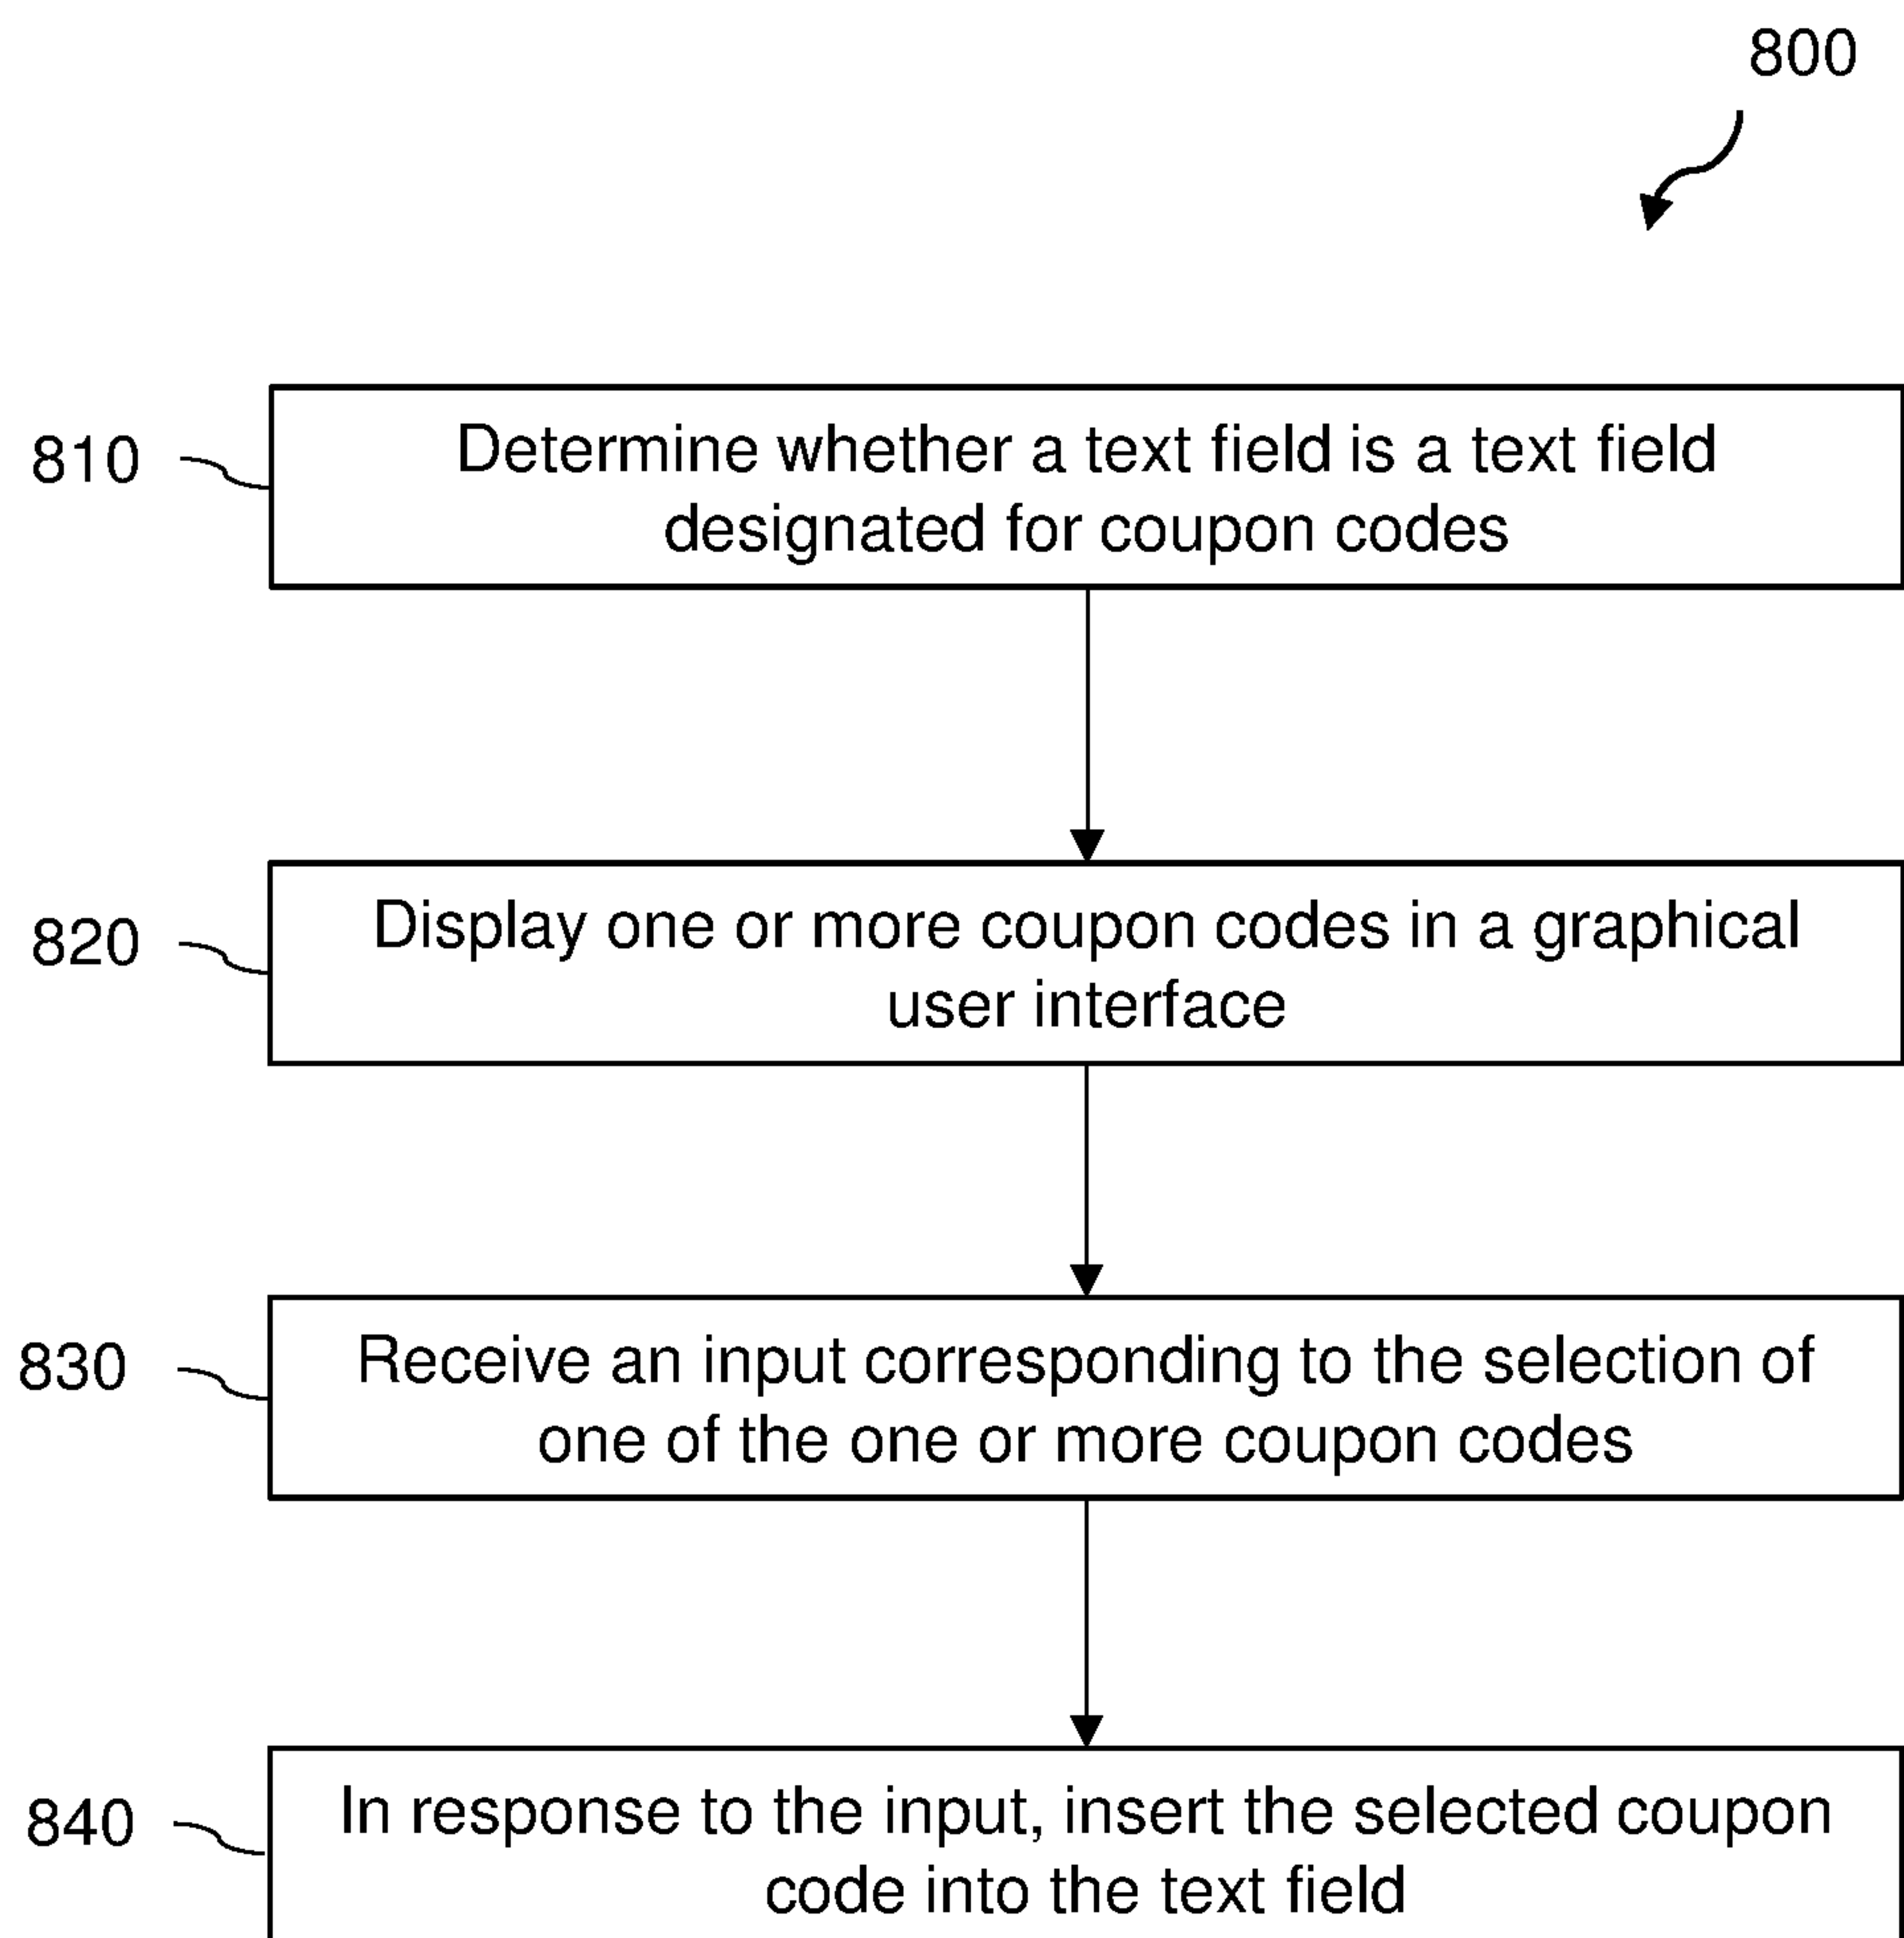 800
810
Determine whether a text field is a text field
designated for coupon codes
820
Display one or more coupon codes in a graphical
user interface
830
Receive an input corresponding to the selection of
one of the one or more coupon codes
840
In response to the input, insert the selected coupon
code into the text field